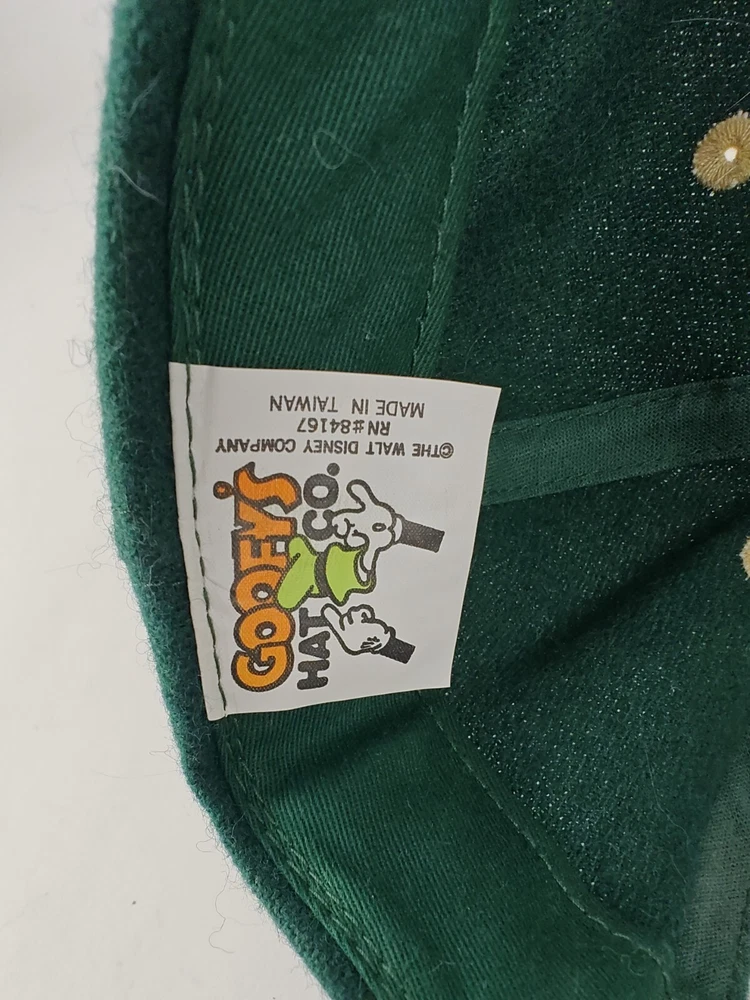 GOOFY'S
HAT CO.
©THE WALT DISNEY COMPANY
RN#84167
MADE IN TAIWAN